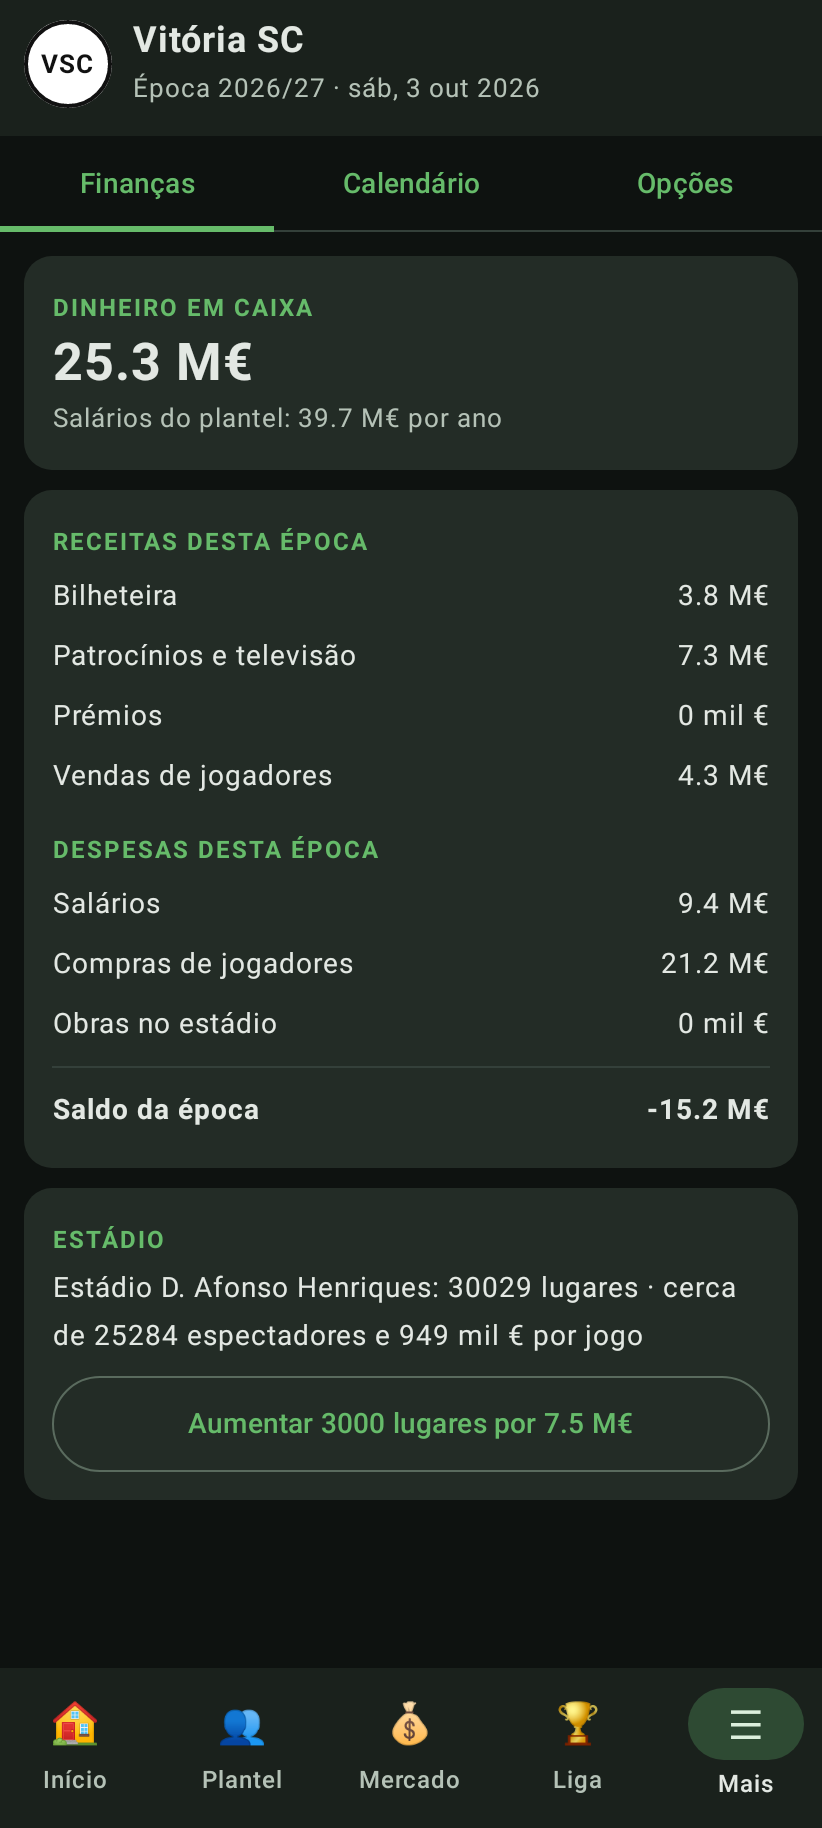 VSC
Vitória SC
Época 2026/27 · sáb, 3 out 2026
Finanças Calendário Opções
DINHEIRO EM CAIXA
25.3 M€
Salários do plantel: 39.7 M€ por ano
RECEITAS DESTA ÉPOCA
Bilheteira 3.8 M€
Patrocínios e televisão 7.3 M€
Prémios 0 mil €
Vendas de jogadores 4.3 M€
DESPESAS DESTA ÉPOCA
Salários 9.4 M€
Compras de jogadores 21.2 M€
Obras no estádio 0 mil €
Saldo da época -15.2 M€
ESTÁDIO
Estádio D. Afonso Henriques: 30029 lugares · cerca
de 25284 espectadores e 949 mil € por jogo
Aumentar 3000 lugares por 7.5 M€
Início Plantel Mercado Liga Mais